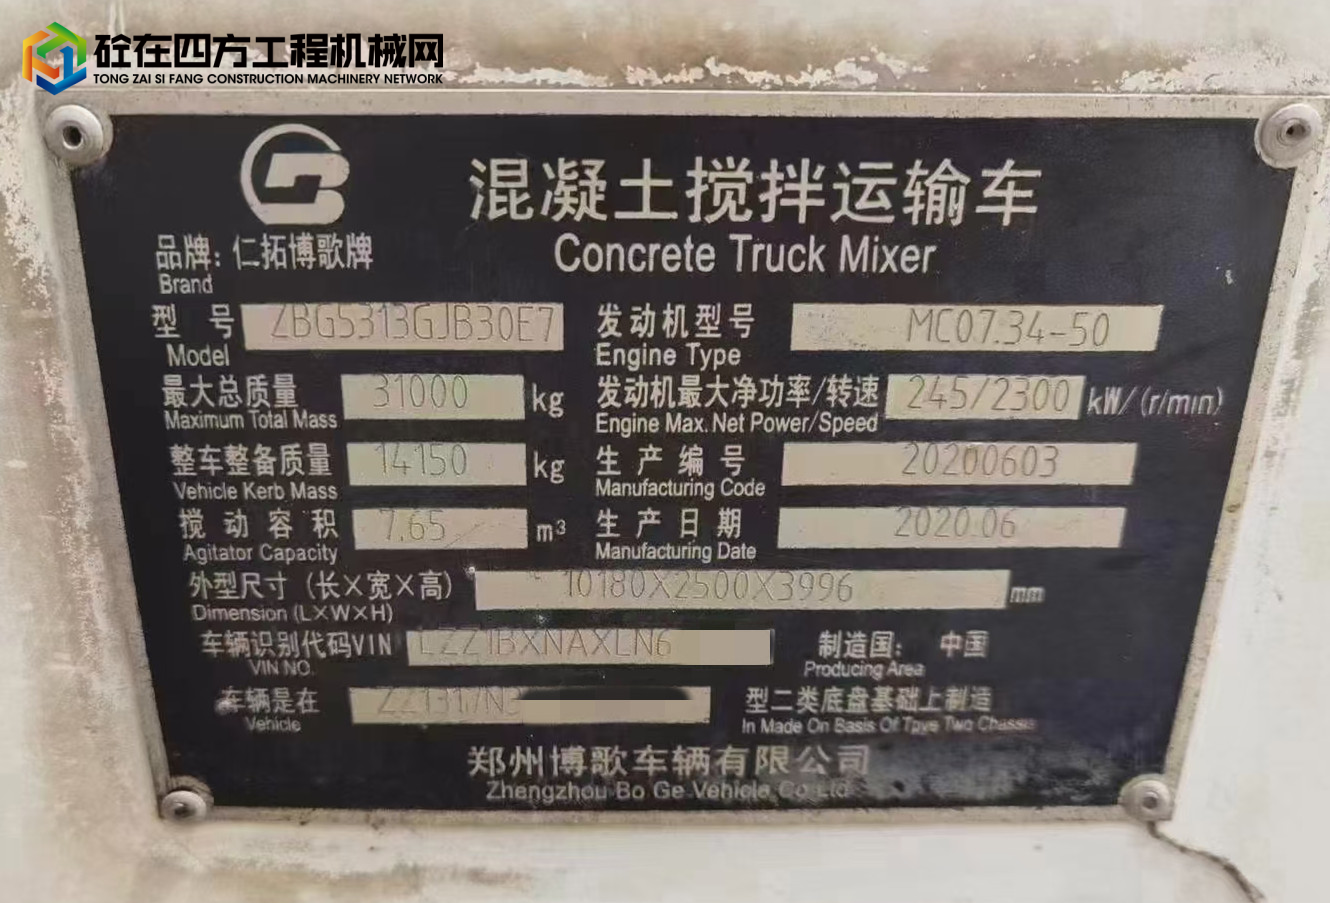 砼在四方工程机械网
TONG ZAI SI FANG CONSTRUCTION MACHINERY NETWORK
混凝土搅拌运输车
Concrete Truck Mixer
品牌：仁拓博歌牌
Brand
型 号 ZBG5313GJB30E7 发动机型号 MC07.34-50
Model Engine Type
最大总质量 31000 kg 发动机最大净功率/转速 245/2300 kW/(r/min)
Maximum Total Mass Engine Max. Net Power/Speed
整车整备质量 14150 kg 生产编号 20200603
Vehicle Kerb Mass Manufacturing Code
搅动容积 7.65 m³ 生产日期 2020.06
Agitator Capacity Manufacturing Date
外型尺寸（长×宽×高） 10180X2500X3996 mm
Dimension (L×W×H)
车辆识别代码VIN LZZ1BXNAXLN6 制造国： 中国
VIN NO. Producing Area
车辆是在 ZZ1317N3 型二类底盘基础上制造
Vehicle In Made On Basis Of Tpye Two Chassis
郑州博歌车辆有限公司
Zhengzhou Bo Ge Vehicle Co Ltd